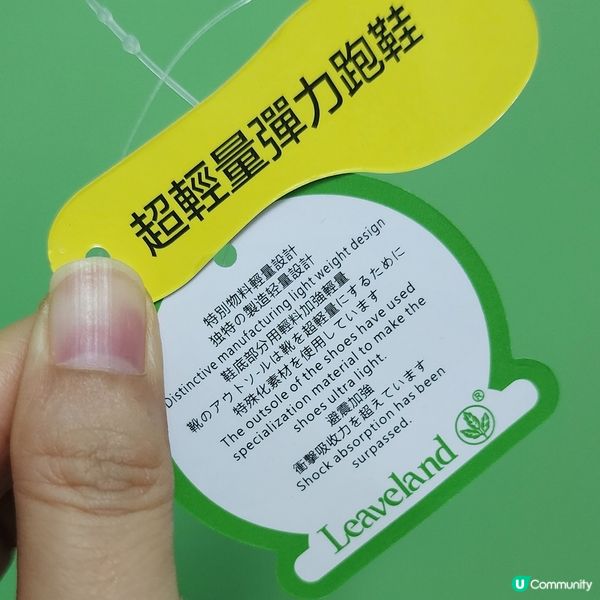 超輕量彈力跑鞋
特別物料輕量設計
独特の製造轻量設計
Distinctive manufacturing light weight design
鞋底部分用輕料加強輕量
靴のアウトソールは靴を超軽量にするために
特殊化素材を使用しています
The outsole of the shoes have used
specialization material to make the
shoes ultra light.
避震加強
衝撃吸收力を超えています
Shock absorption has been
surpassed.
Leaveland ®
U Community